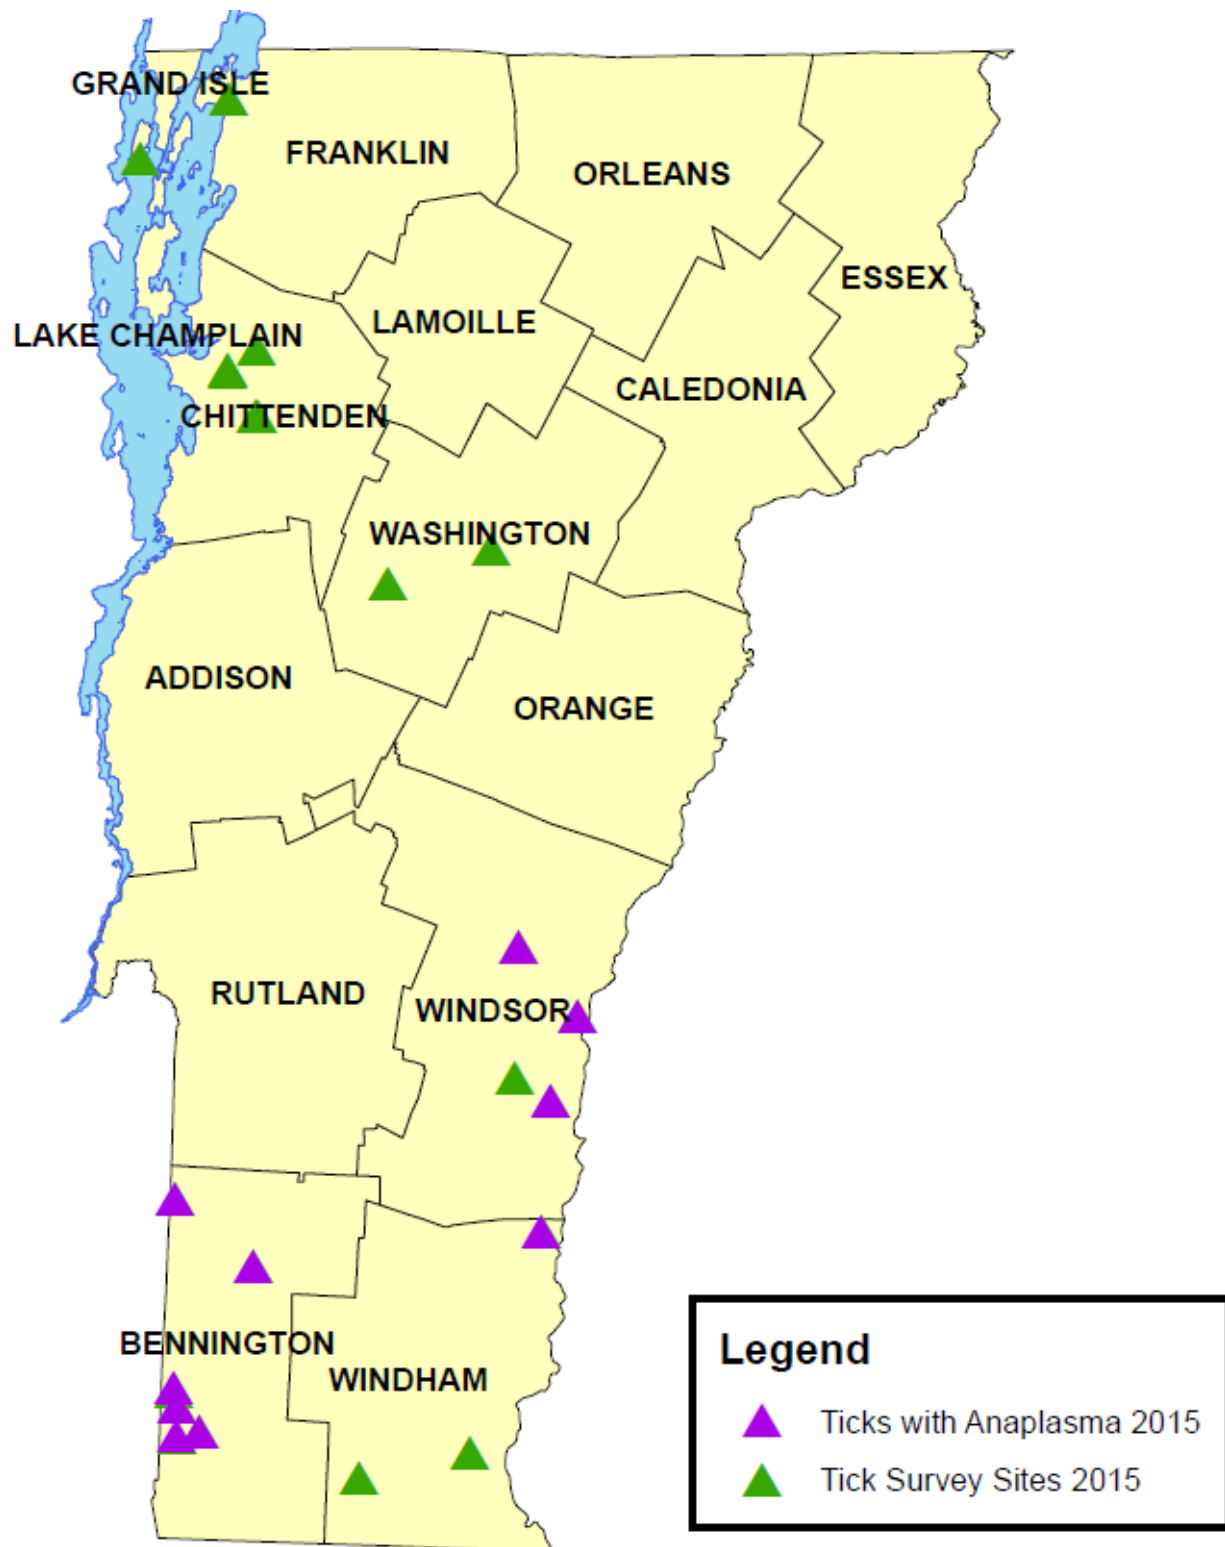 GRAND ISLE
FRANKLIN
ORLEANS
ESSEX
LAMOILLE
LAKE CHAMPLAIN
CALEDONIA
CHITTENDEN
WASHINGTON
ADDISON
ORANGE
RUTLAND
WINDSOR
BENNINGTON
WINDHAM
Legend
Ticks with Anaplasma 2015
Tick Survey Sites 2015